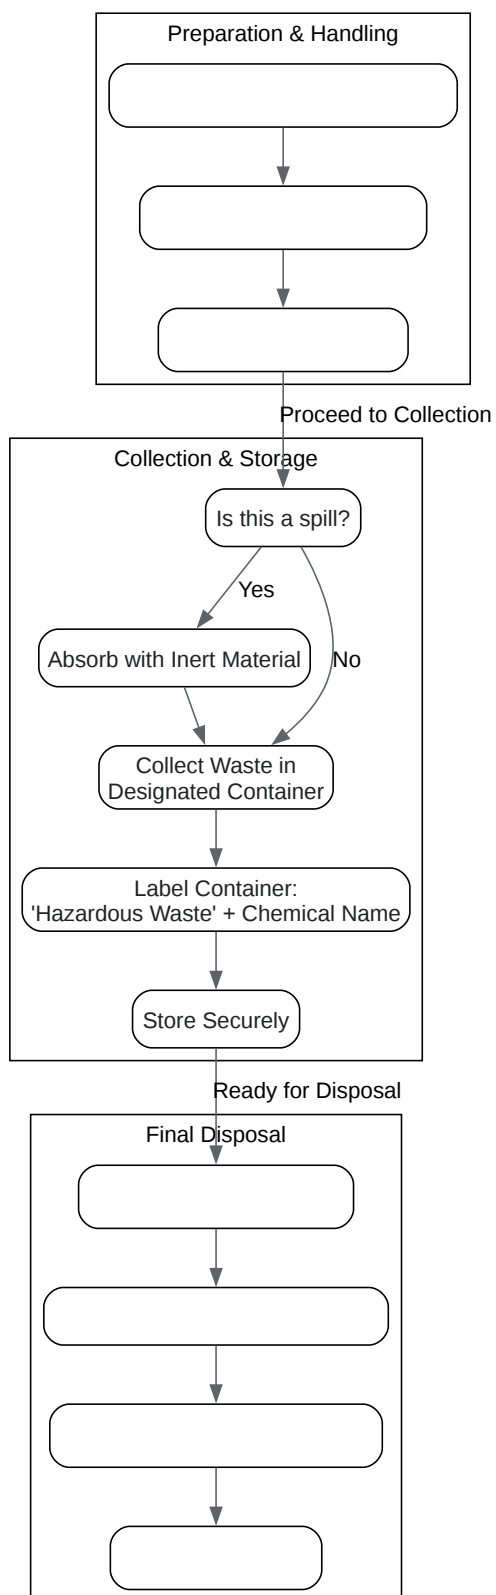 Preparation & Handling
Proceed to Collection
Collection & Storage
Is this a spill?
Yes
Absorb with Inert Material
No
Collect Waste in
Designated Container
Label Container:
'Hazardous Waste' + Chemical Name
Store Securely
Ready for Disposal
Final Disposal